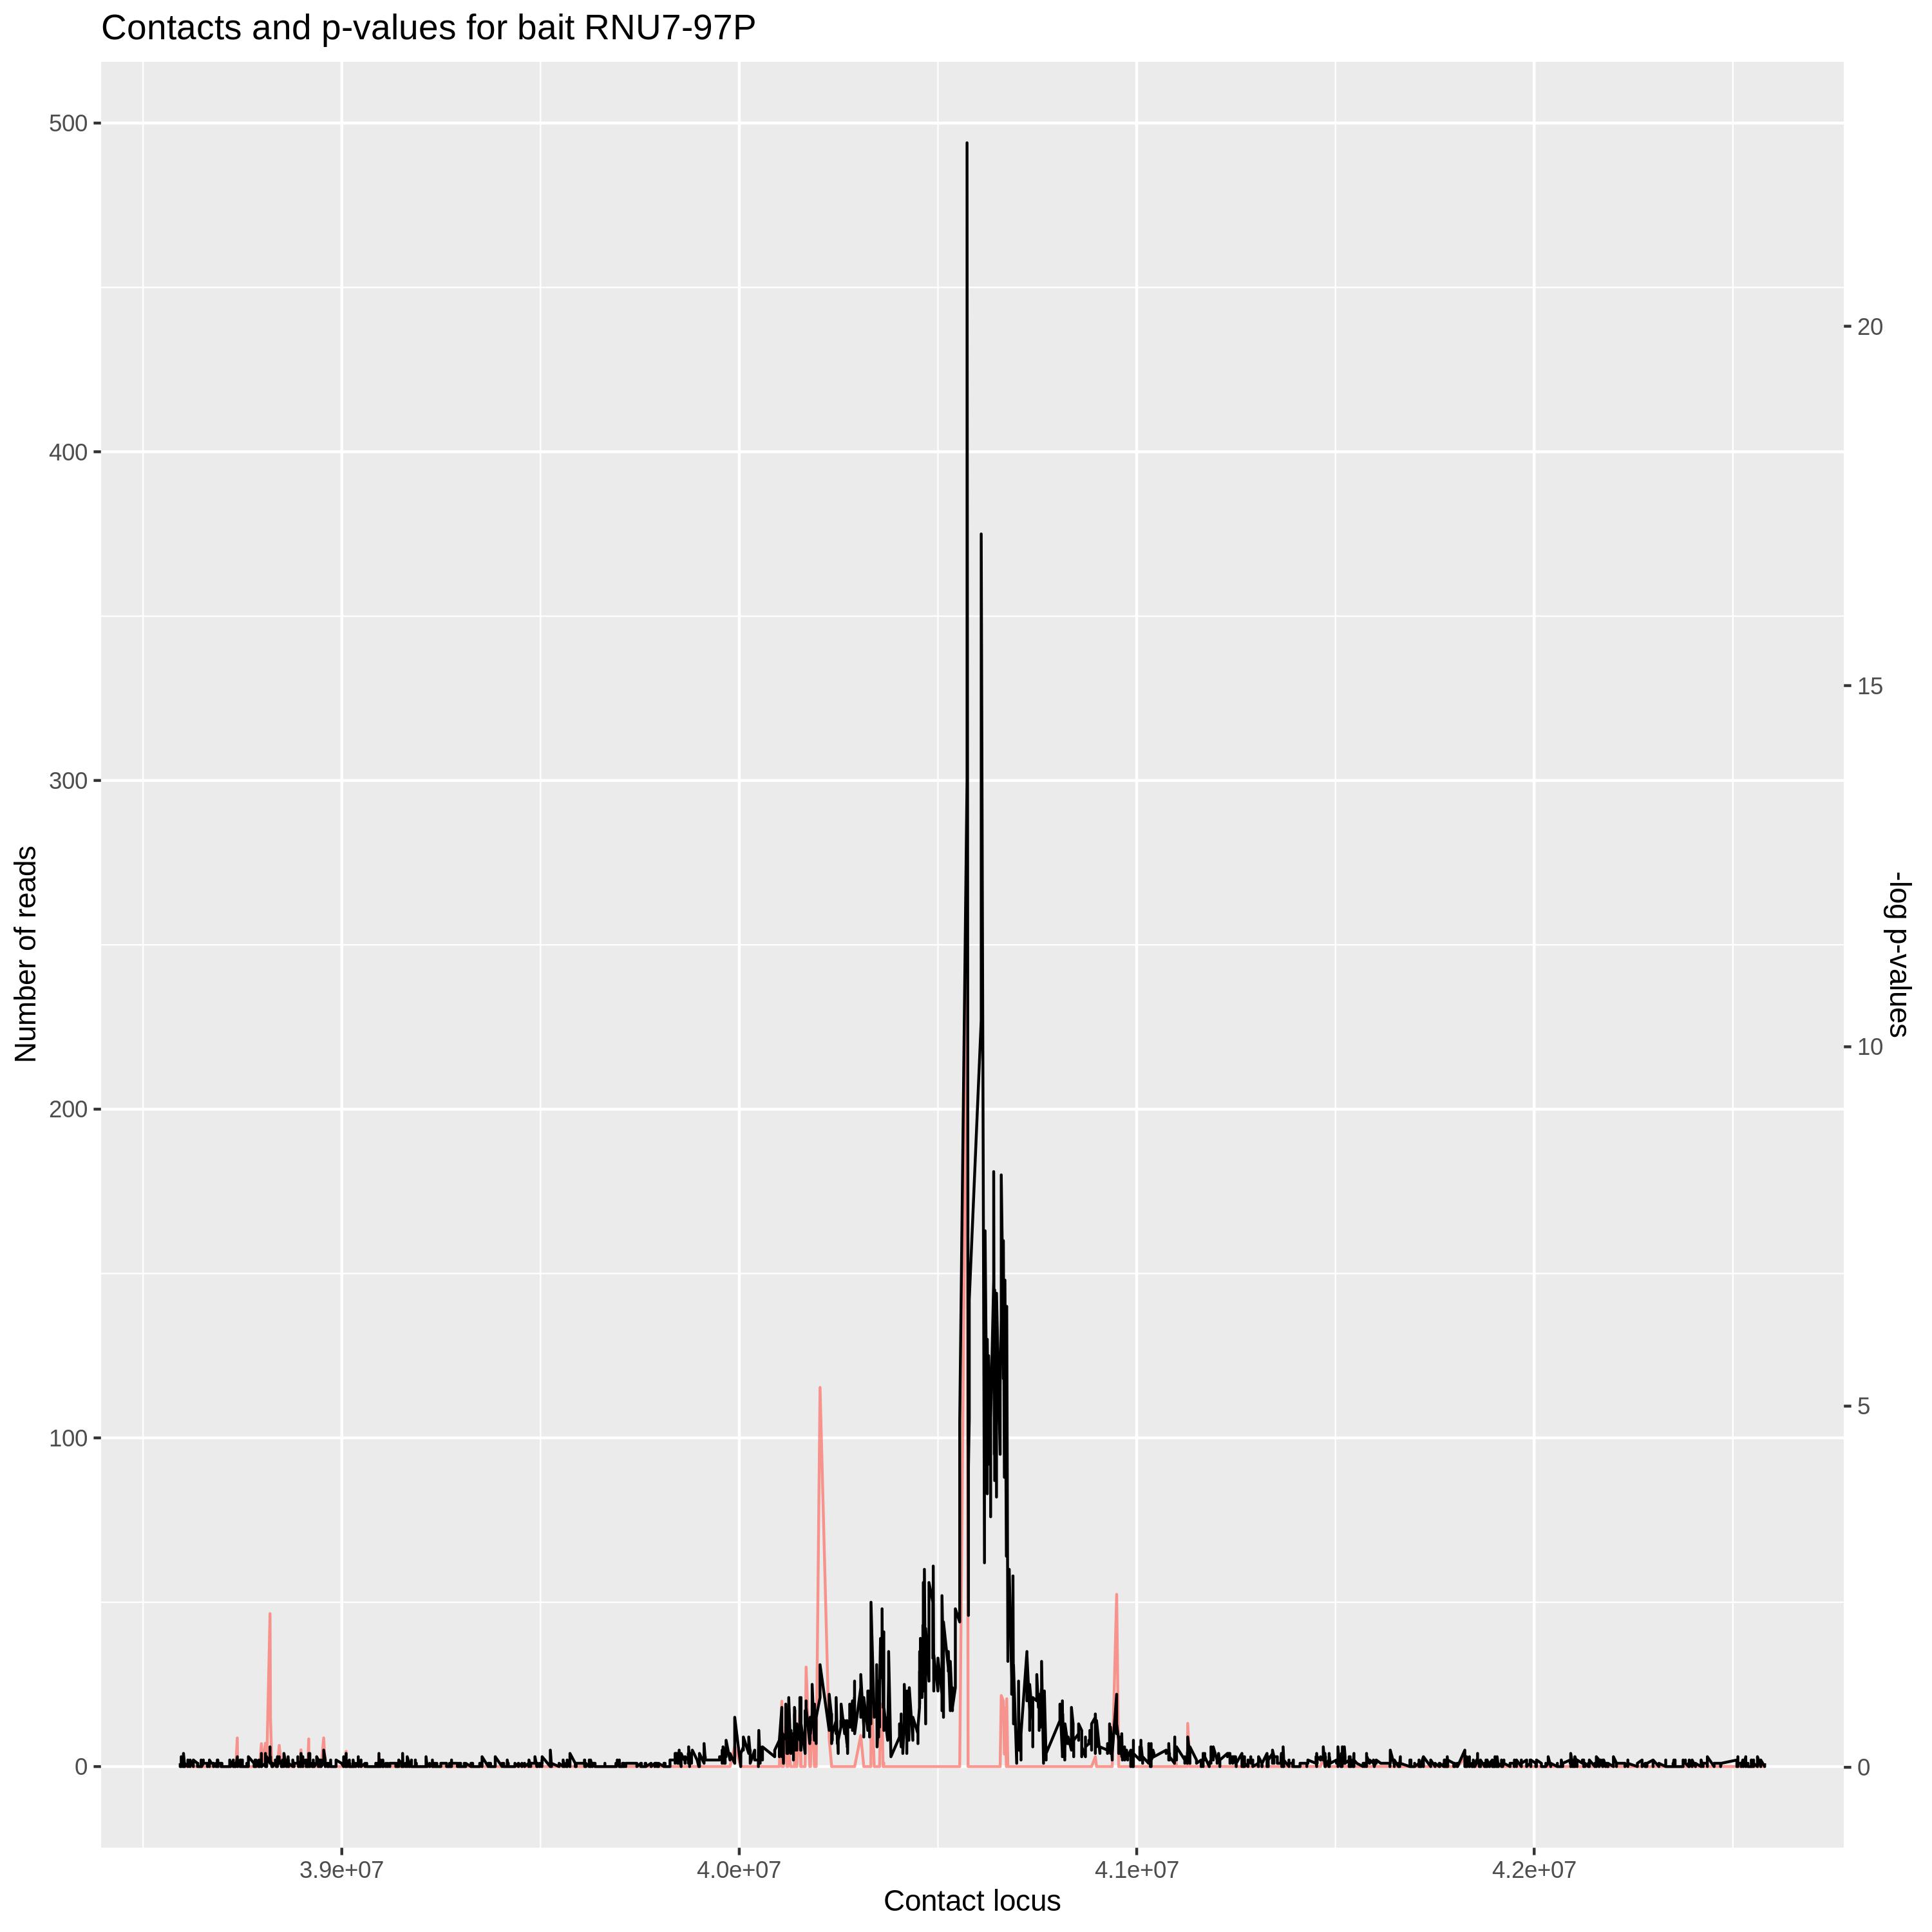 Contacts and p-values for bait RNU7-97P
500
400
300
200
100
0
Number of reads
20
15
10
5
0
-log p-values
3.9e+07
4.0e+07
4.1e+07
4.2e+07
Contact locus